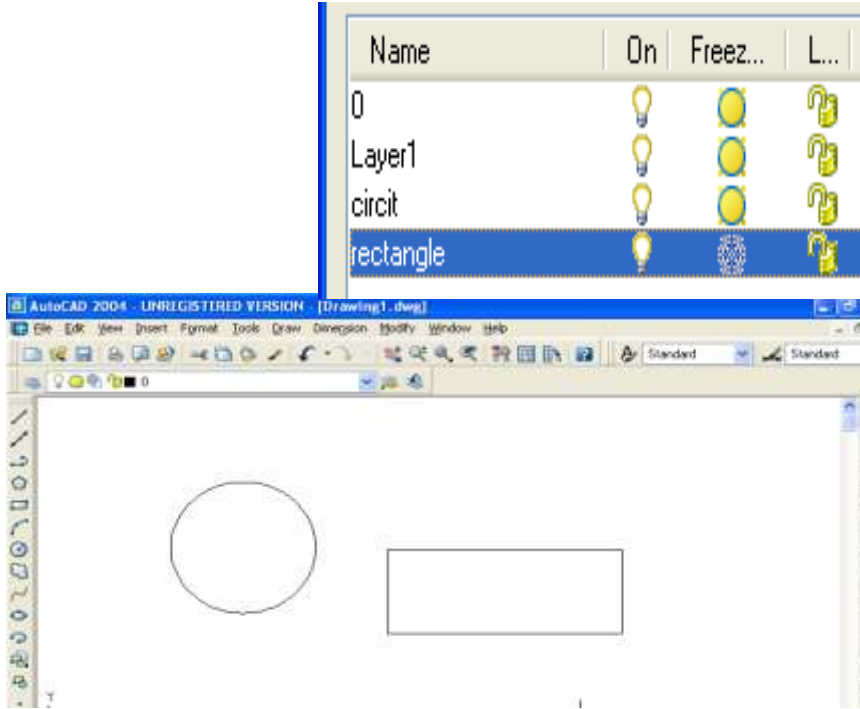 Name On Freez... L...
0
Layer1
circit
rectangle
AutoCAD 2004 - UNREGISTERED VERSION - [Drawing1.dwg]
File Edit View Insert Format Tools Draw Dimension Modify Window Help
Standard Standard
0
Y